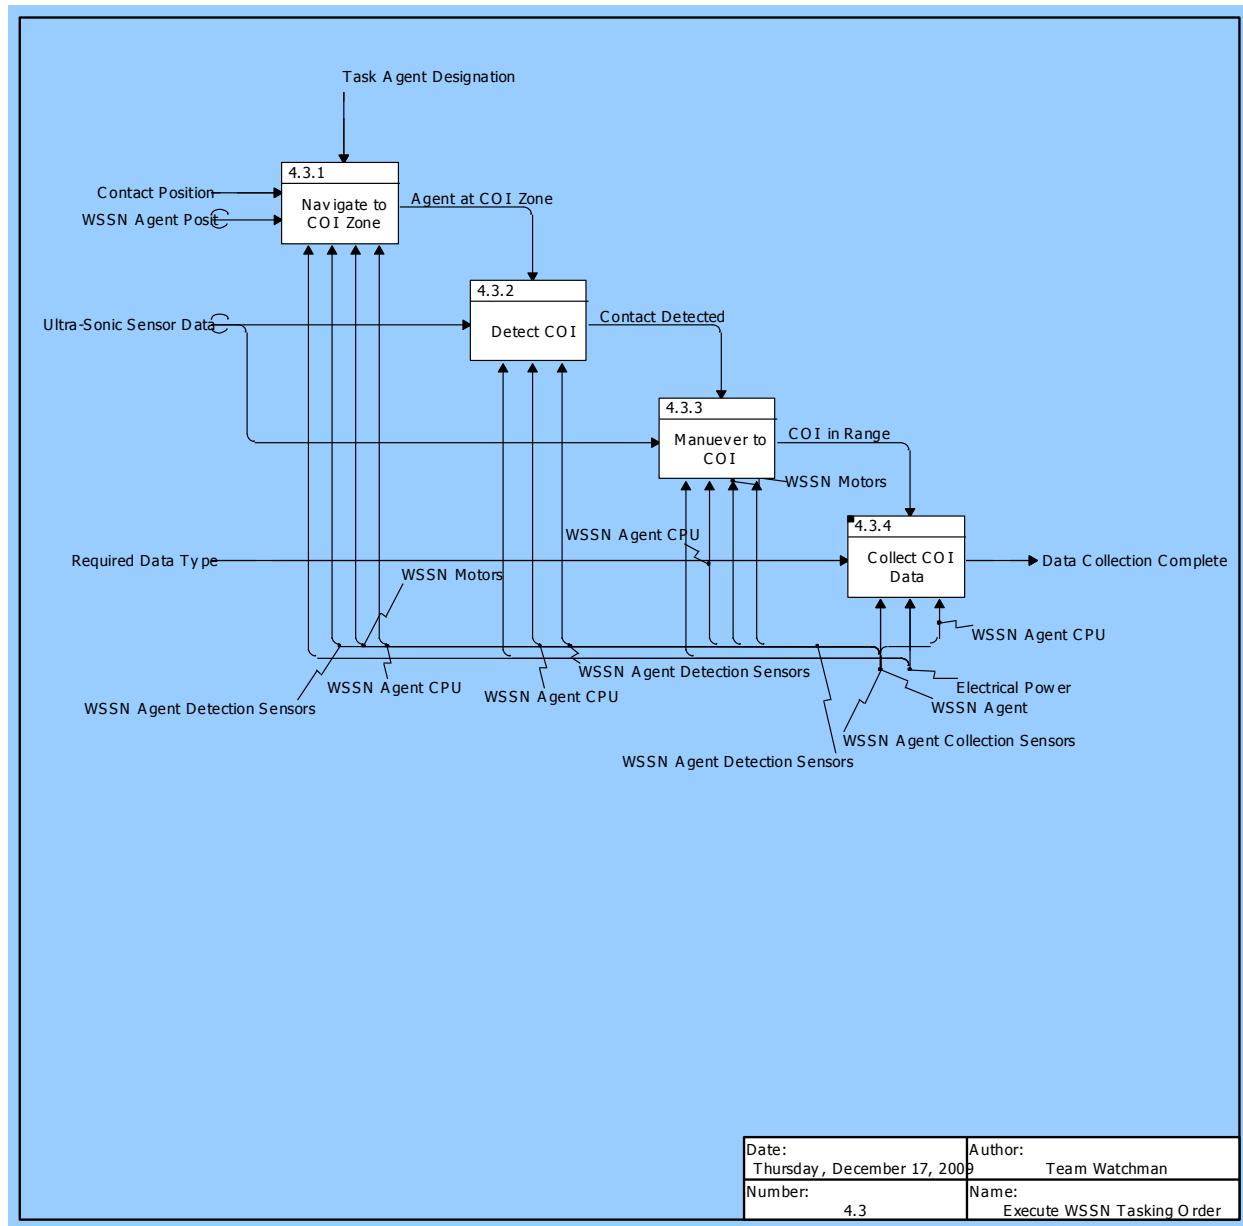 Task Agent Designation
4.3.1
Navigate to
COI Zone
Contact Position
WSSN Agent Posit
Agent at COI Zone
4.3.2
Detect COI
Ultra-Sonic Sensor Data
Contact Detected
4.3.3
Manuever to
COI
COI in Range
WSSN Motors
4.3.4
Collect COI
Data
WSSN Agent CPU
Required Data Type
Data Collection Complete
WSSN Motors
WSSN Agent CPU
WSSN Agent Detection Sensors
WSSN Agent CPU
WSSN Agent CPU
Electrical Power
WSSN Agent Detection Sensors
WSSN Agent
WSSN Agent Collection Sensors
WSSN Agent Detection Sensors
Date:
Thursday, December 17, 2009
Author:
Team Watchman
Number:
4.3
Name:
Execute WSSN Tasking Order